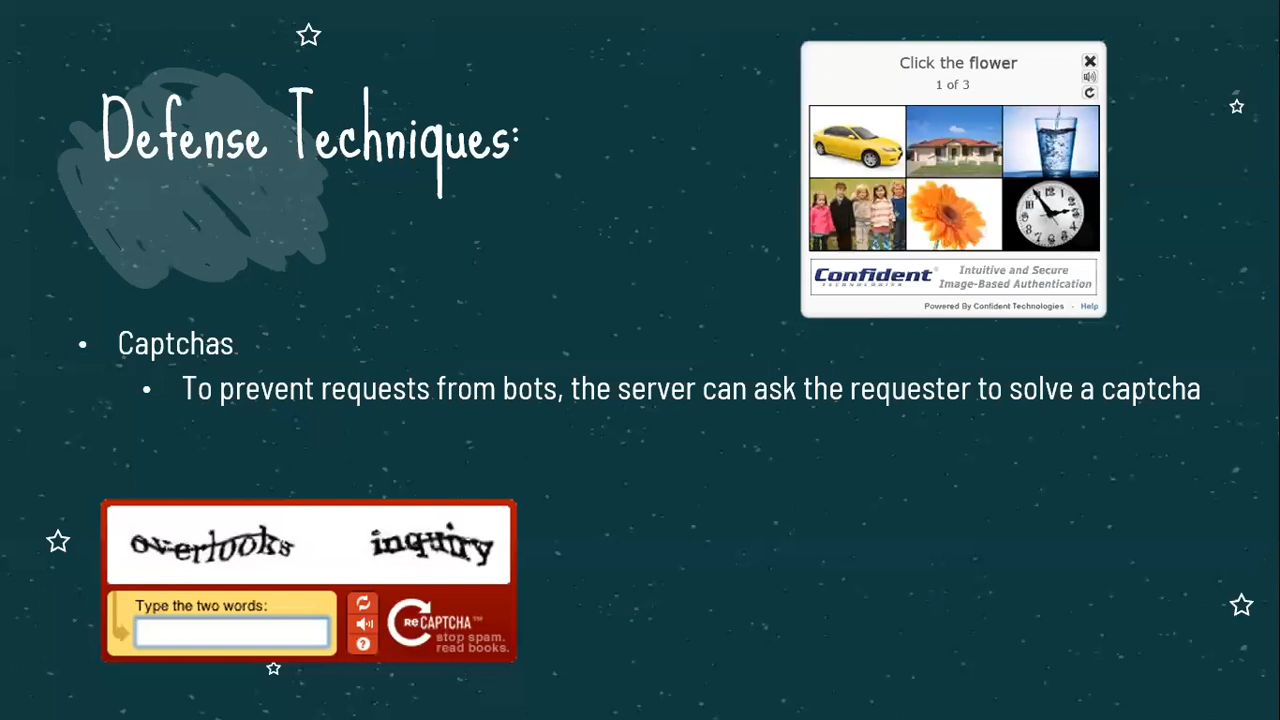 Defense Techniques:
Click the flower
1 of 3
Confident
TECHNOLOGIES
Intuitive and Secure
Image-Based Authentication
Powered By Confident Technologies - Help
• Captchas
• To prevent requests from bots, the server can ask the requester to solve a captcha
overlooks inquiry
Type the two words:
ReCAPTCHA™
stop spam.
read books.